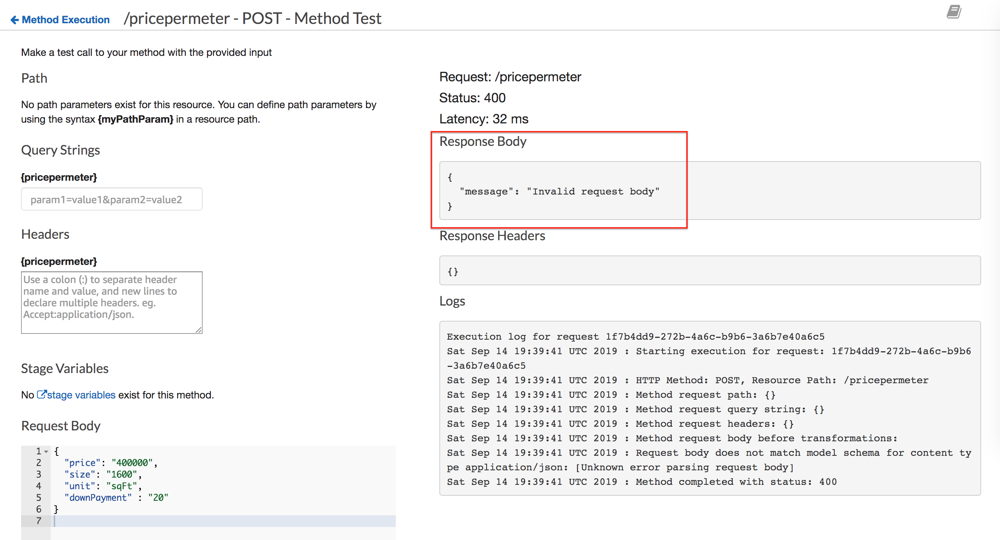 Method Execution /pricepermeter - POST - Method Test
Make a test call to your method with the provided input
Path
No path parameters exist for this resource. You can define path parameters by
using the syntax {myPathParam} in a resource path.
Query Strings
{pricepermeter}
param1=value1&param2=value2
Headers
{pricepermeter}
Use a colon (:) to separate header
name and value, and new lines to
declare multiple headers. eg.
Accept:application/json.
Stage Variables
No stage variables exist for this method.
Request Body
1 {
2 "price": "400000",
3 "size": "1600",
4 "unit": "sqFt",
5 "downPayment" : "20"
6 }
7
Request: /pricepermeter
Status: 400
Latency: 32 ms
Response Body
{
"message": "Invalid request body"
}
Response Headers
{}
Logs
Execution log for request 1f7b4dd9-272b-4a6c-b9b6-3a6b7e40a6c5
Sat Sep 14 19:39:41 UTC 2019 : Starting execution for request: 1f7b4dd9-272b-4a6c-b9b6
-3a6b7e40a6c5
Sat Sep 14 19:39:41 UTC 2019 : HTTP Method: POST, Resource Path: /pricepermeter
Sat Sep 14 19:39:41 UTC 2019 : Method request path: {}
Sat Sep 14 19:39:41 UTC 2019 : Method request query string: {}
Sat Sep 14 19:39:41 UTC 2019 : Method request headers: {}
Sat Sep 14 19:39:41 UTC 2019 : Method request body before transformations:
Sat Sep 14 19:39:41 UTC 2019 : Request body does not match model schema for content ty
pe application/json: [Unknown error parsing request body]
Sat Sep 14 19:39:41 UTC 2019 : Method completed with status: 400